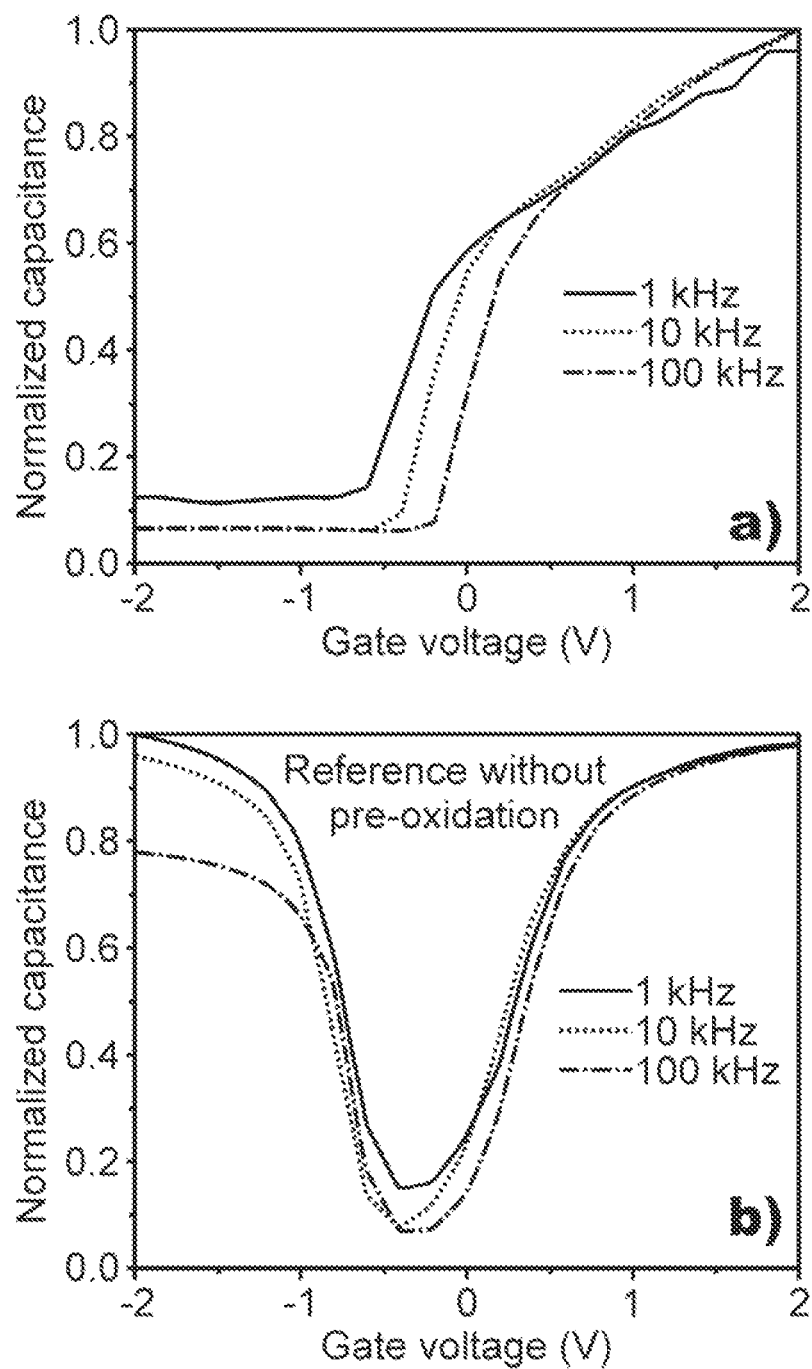 1.0
0.8
0.6
0.4
0.2
0.0
Normalized capacitance
1 kHz
10 kHz
100 kHz
a)
-2 -1 0 1 2
Gate voltage (V)
1.0
0.8
0.6
0.4
0.2
0.0
Normalized capacitance
Reference without
pre-oxidation
1 kHz
10 kHz
100 kHz
b)
-2 -1 0 1 2
Gate voltage (V)